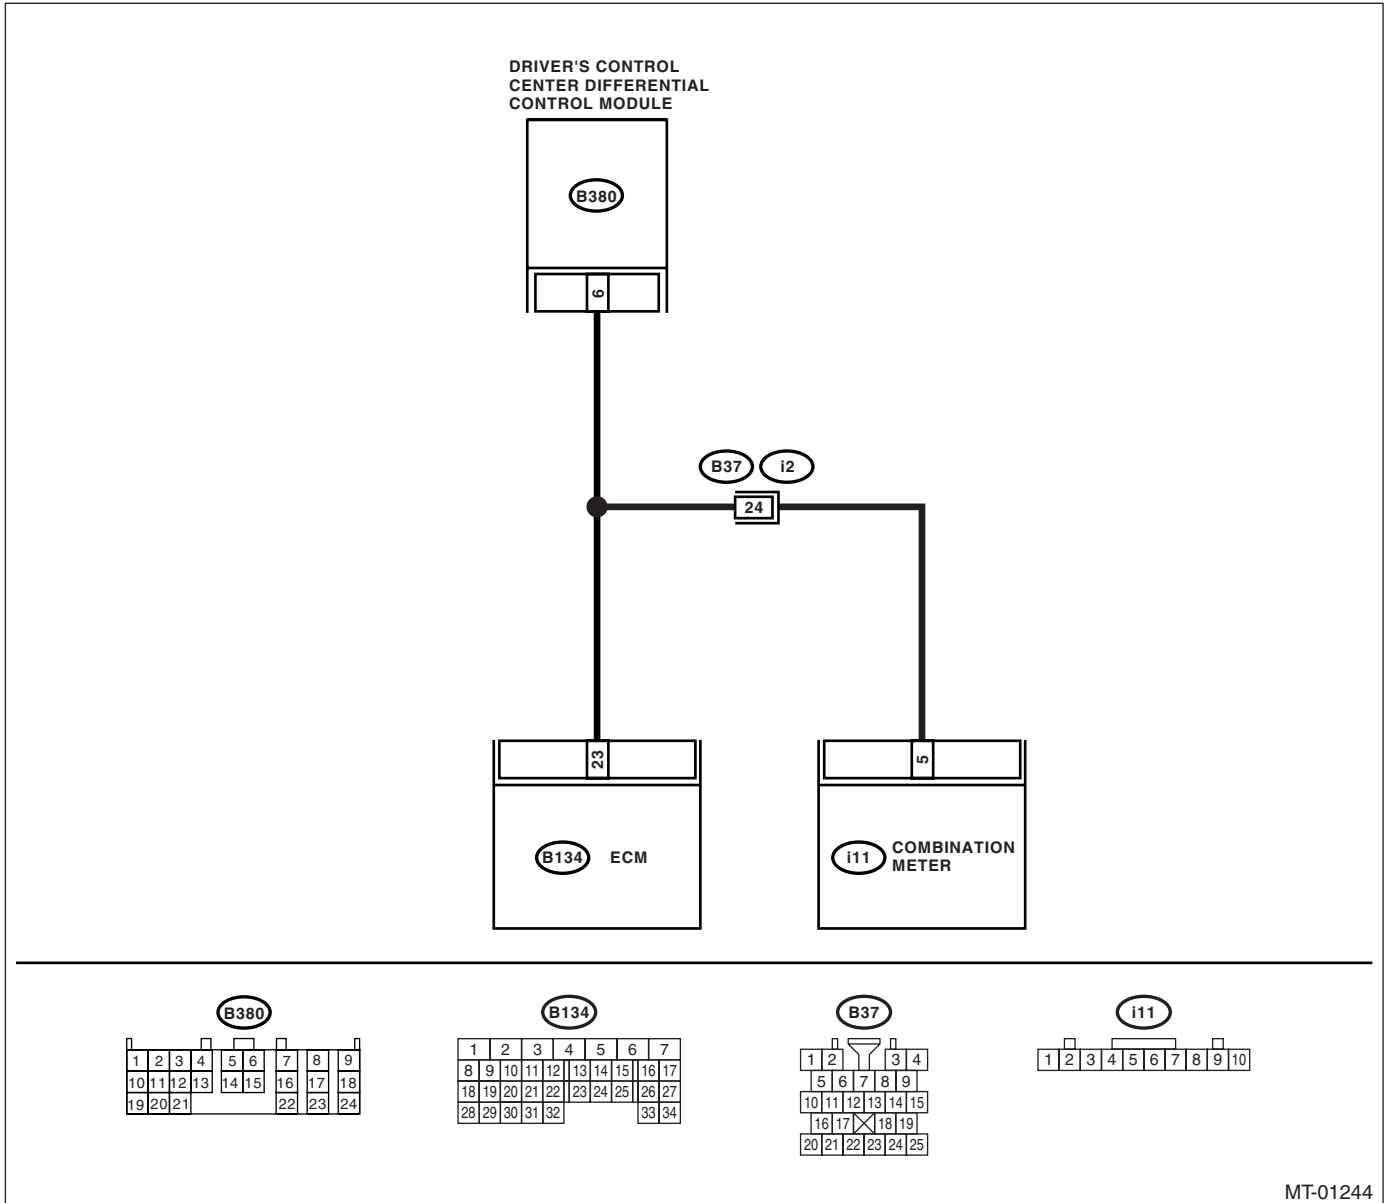 DRIVER'S CONTROL
CENTER DIFFERENTIAL
CONTROL MODULE
B380
6
B37 i2
24
23
5
B134 ECM
i11 COMBINATION
METER
B380
1 2 3 4 5 6 7 8 9
10 11 12 13 14 15 16 17 18
19 20 21 22 23 24
B134
1 2 3 4 5 6 7
8 9 10 11 12 13 14 15 16 17
18 19 20 21 22 23 24 25 26 27
28 29 30 31 32 33 34
B37
1 2 3 4
5 6 7 8 9
10 11 12 13 14 15
16 17 18 19
20 21 22 23 24 25
i11
1 2 3 4 5 6 7 8 9 10
MT-01244